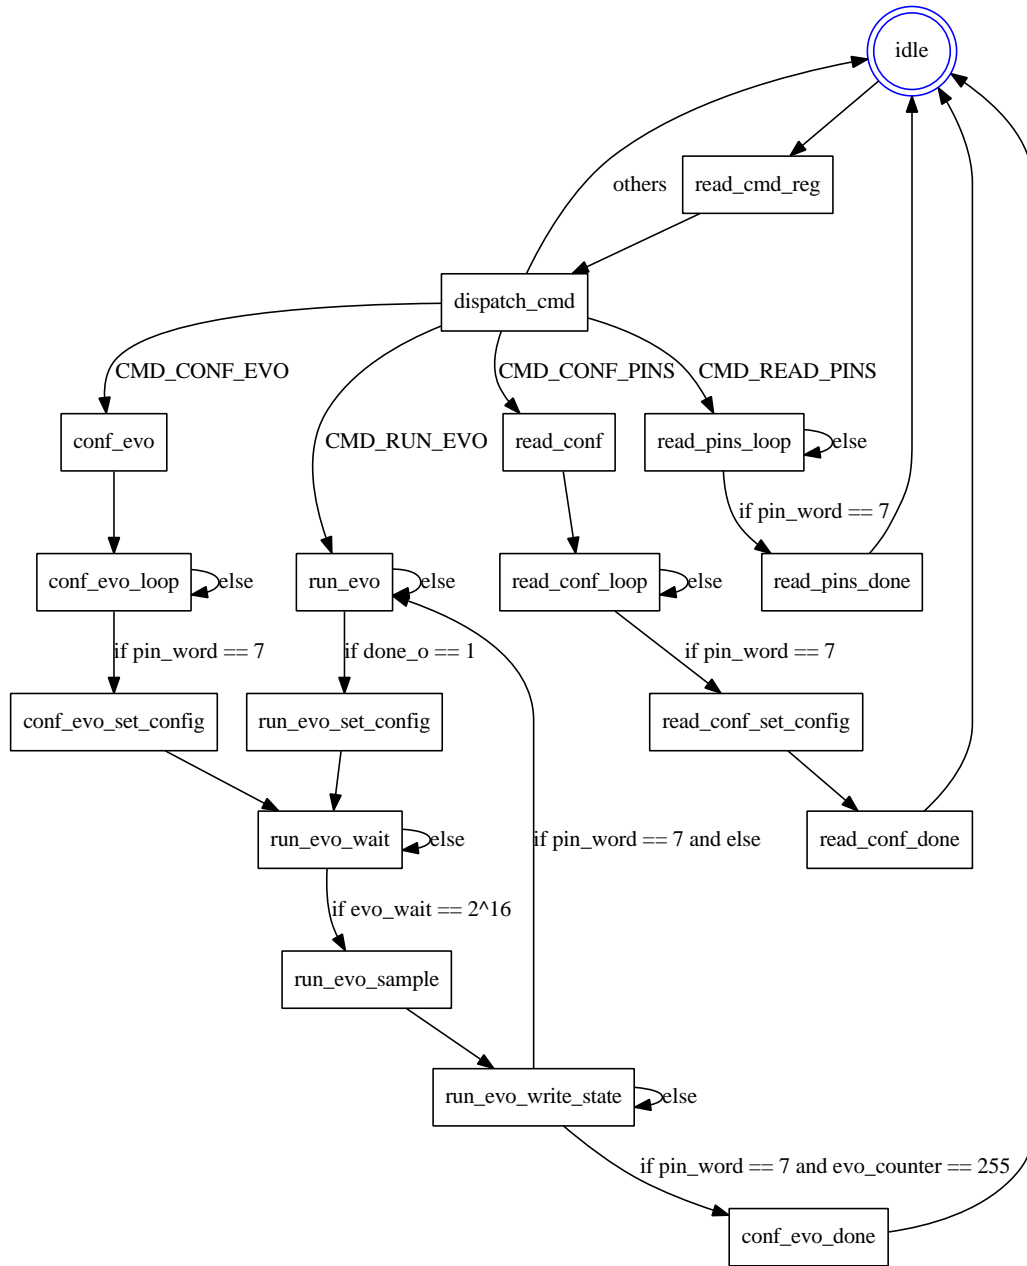 idle
others
read_cmd_reg
dispatch_cmd
CMD_CONF_EVO
CMD_CONF_PINS
CMD_READ_PINS
conf_evo
CMD_RUN_EVO
read_conf
read_pins_loop
else
if pin_word == 7
conf_evo_loop
else
run_evo
else
read_conf_loop
else
read_pins_done
if pin_word == 7
if done_o == 1
if pin_word == 7
conf_evo_set_config
run_evo_set_config
read_conf_set_config
run_evo_wait
else
if pin_word == 7 and else
read_conf_done
if evo_wait == 2^16
run_evo_sample
run_evo_write_state
else
if pin_word == 7 and evo_counter == 255
conf_evo_done